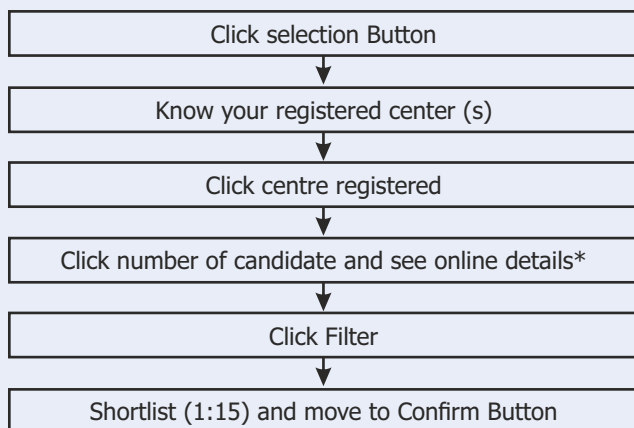 Click selection Button
Know your registered center (s)
Click centre registered
Click number of candidate and see online details*
Click Filter
Shortlist (1:15) and move to Confirm Button